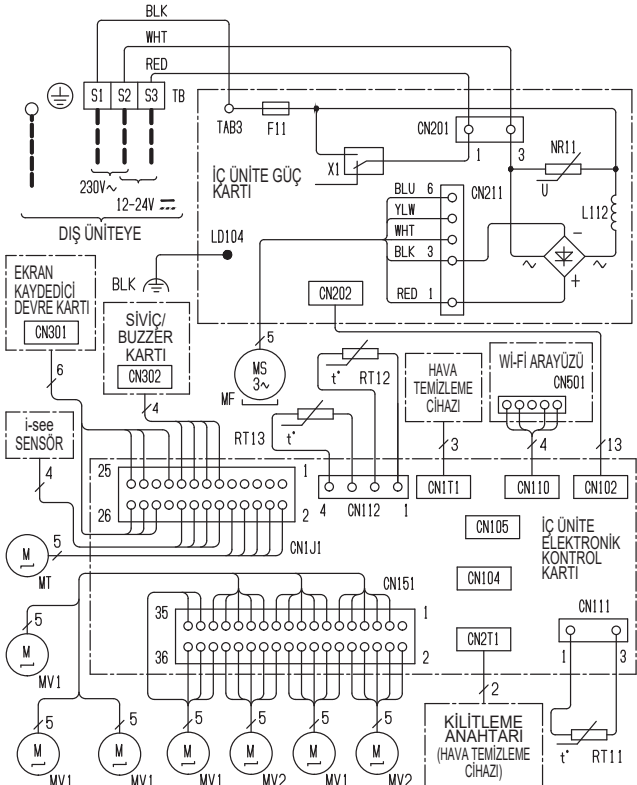 BLK
WHT
RED
S1 S2 S3 TB
TAB3
F11
CN201
1
3
X1
NR11
U
L112
230V~
12-24V
DIŞ ÜNİTEYE
İÇ ÜNİTE GÜÇ
KARTI
BLU 6
YLW
WHT
BLK 3
RED 1
CN211
–
+
~
~
LD104
BLK
EKRAN
KAYDEDİCİ
DEVRE KARTI
CN301
6
SİVİÇ/
BUZZER
KARTI
CN302
4
CN202
5
MS
3~
MF
RT12
t°
RT13
t°
HAVA
TEMİZLEME
CİHAZI
3
Wİ-Fİ ARAYÜZÜ
CN501
4
13
i-see
SENSÖR
4
25
1
26
2
CN1J1
4
CN112
1
CN1T1
CN110
CN102
CN105
İÇ ÜNİTE
ELEKTRONİK
KONTROL
KARTI
CN104
M
MT
5
CN151
35
1
36
2
CN2T1
2
CN111
1
3
5
M
MV1
KİLİTLEME
ANAHTARI
(HAVA TEMİZLEME
CİHAZI)
t°
RT11
5
5
5
5
5
5
M
M
M
M
M
M
MV1
MV1
MV1
MV2
MV1
MV2